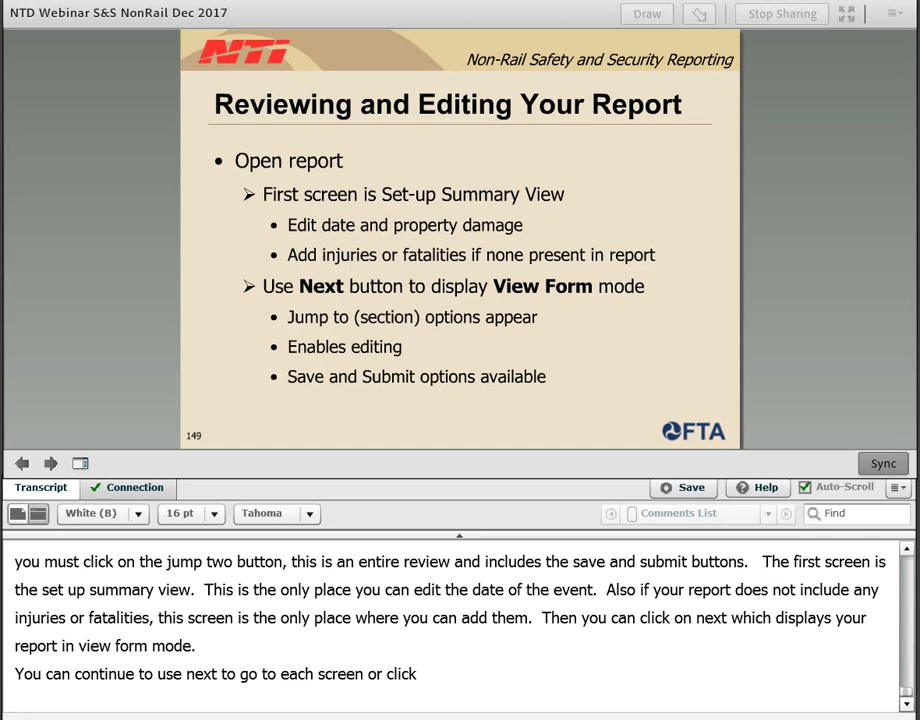 NTD Webinar S&S NonRail Dec 2017
Draw
Stop Sharing
NTI
Non-Rail Safety and Security Reporting
Reviewing and Editing Your Report
• Open report
➢ First screen is Set-up Summary View
• Edit date and property damage
• Add injuries or fatalities if none present in report
➢ Use Next button to display View Form mode
• Jump to (section) options appear
• Enables editing
• Save and Submit options available
149
FTA
Sync
Transcript
Connection
Save
Help
Auto-Scroll
White (B)
16 pt
Tahoma
Comments List
Find
you must click on the jump two button, this is an entire review and includes the save and submit buttons. The first screen is
the set up summary view. This is the only place you can edit the date of the event. Also if your report does not include any
injuries or fatalities, this screen is the only place where you can add them. Then you can click on next which displays your
report in view form mode.
You can continue to use next to go to each screen or click